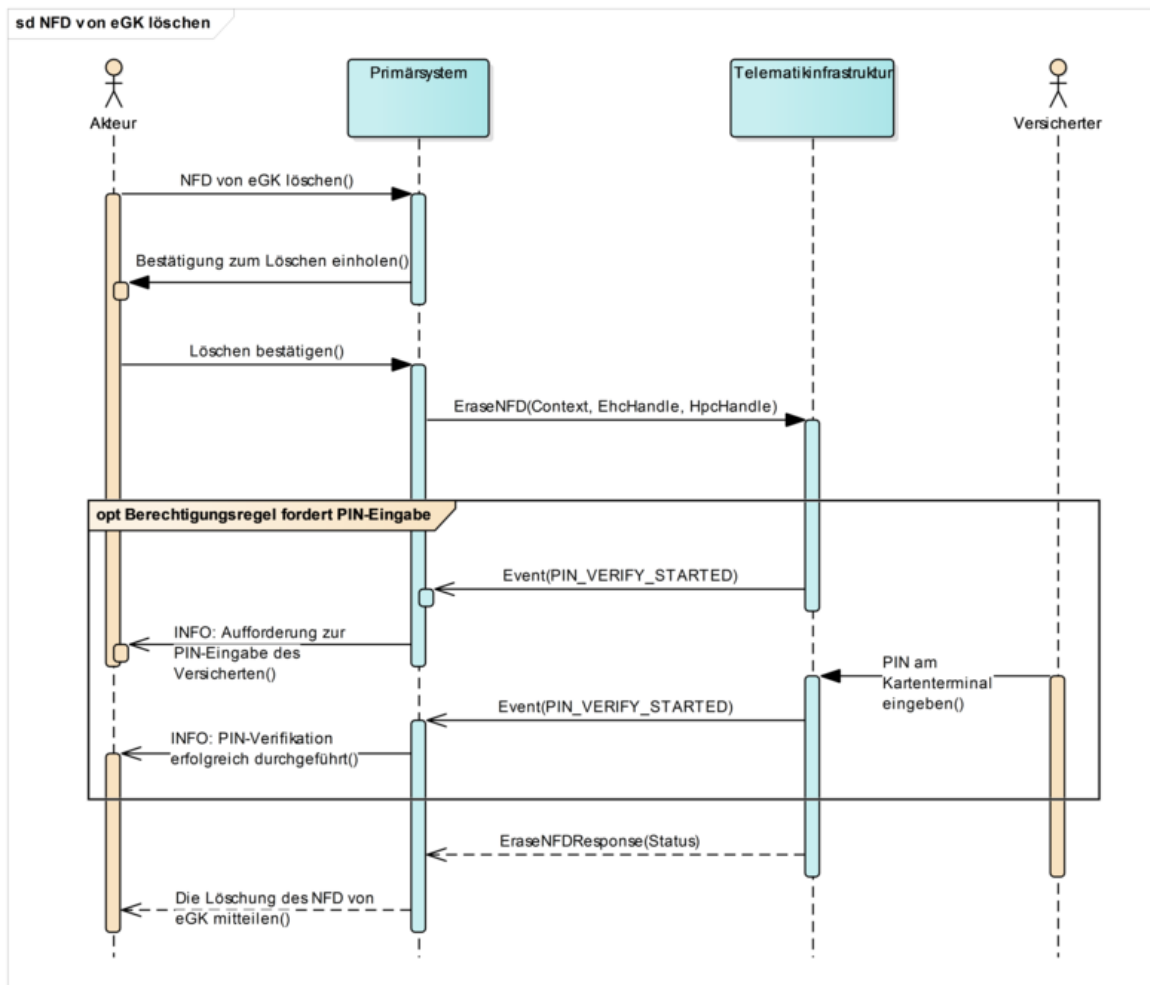 sd NFD von eGK löschen
Akteur
Primärsystem
Telematikinfrastruktur
Versicherter
NFD von eGK löschen()
Bestätigung zum Löschen einholen()
Löschen bestätigen()
EraseNFD(Context, EhcHandle, HpcHandle)
opt Berechtigungsregel fordert PIN-Eingabe
Event(PIN_VERIFY_STARTED)
INFO: Aufforderung zur
PIN-Eingabe des
Versicherten()
PIN am
Kartenterminal
eingeben()
Event(PIN_VERIFY_STARTED)
INFO: PIN-Verifikation
erfolgreich durchgeführt()
EraseNFDResponse(Status)
Die Löschung des NFD von
eGK mitteilen()